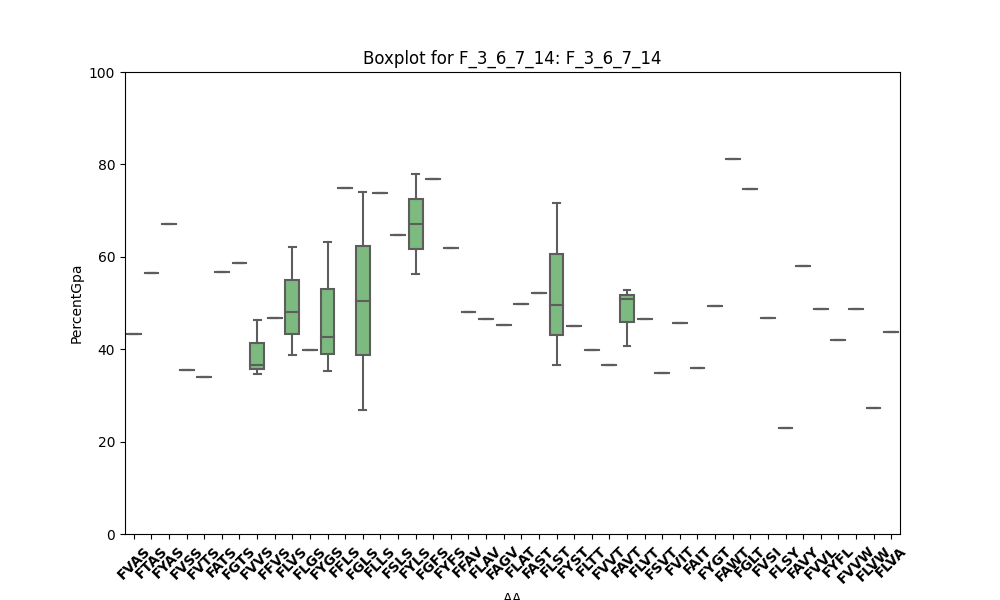 Boxplot for F_3_6_7_14: F_3_6_7_14
PercentGpa
100
80
60
40
20
0
FVAS
FTAS
FYAS
FVSS
FVTS
FATS
FGTS
FVVS
FFVS
FLVS
FLGS
FYGS
FFLS
FGLS
FLLS
FSLS
FYLS
FGFS
FYFS
FFAV
FLAV
FAGV
FLAT
FAST
FLST
FYST
FLTT
FVVT
FAVT
FLVT
FSVT
FVIT
FAIT
FYGT
FAWT
FGLT
FVSI
FLSY
FAVY
FVVL
FYFL
FVVW
FLVW
FLVA
AA